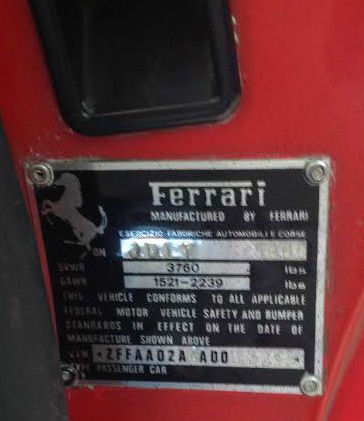 Ferrari
MANUFACTURED BY FERRARI
ESERCIZIO FABBRICHE AUTOMOBILI E CORSE
ON JULY
GVWR 3760 lbs
GAWR 1521-2239 lbs
THIS VEHICLE CONFORMS TO ALL APPLICABLE
FEDERAL MOTOR VEHICLE SAFETY AND BUMPER
STANDARDS IN EFFECT ON THE DATE OF
MANUFACTURE SHOWN ABOVE
VIN ZFFAA02A A00
TYPE PASSENGER CAR